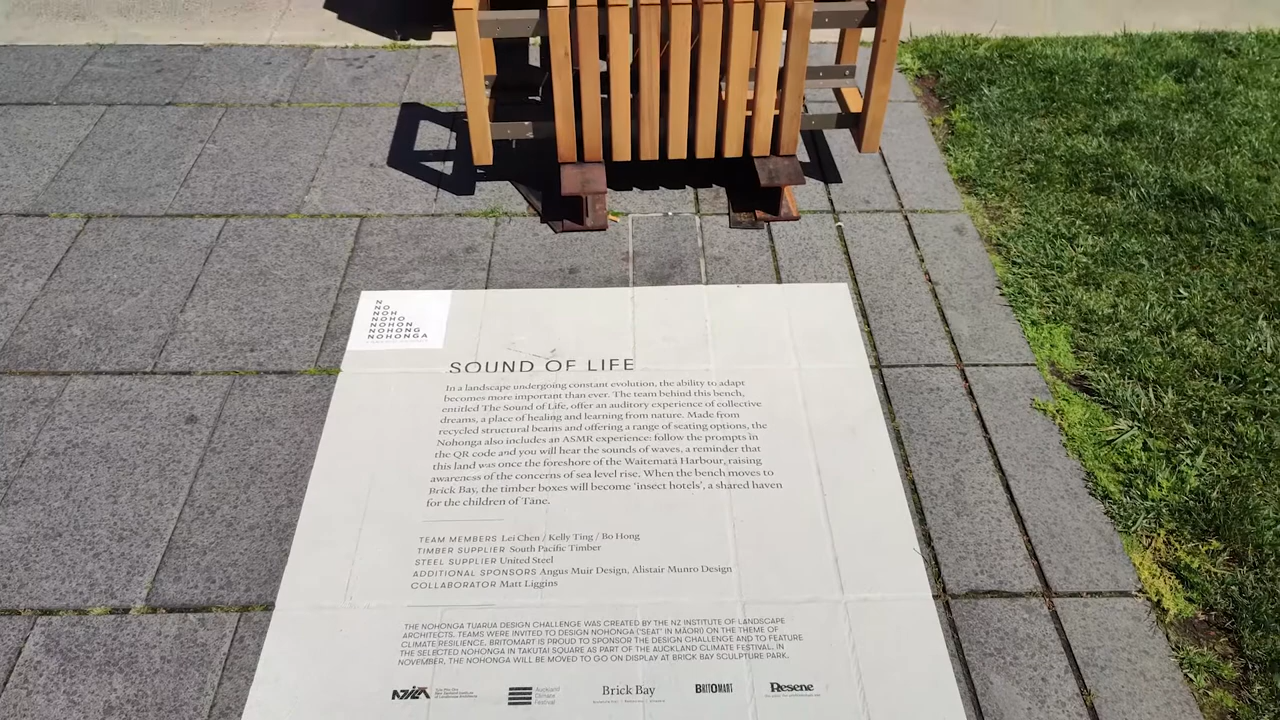 N
NO
NOH
NOHO
NOHON
NOHONG
NOHONGA
SOUND OF LIFE
In a landscape undergoing constant evolution, the ability to adapt
becomes more important than ever. The team behind this bench,
entitled The Sound of Life, offer an auditory experience of collective
dreams, a place of healing and learning from nature. Made from
recycled structural beams and offering a range of seating options, the
Nohonga also includes an ASMR experience: follow the prompts in
the QR code and you will hear the sounds of waves, a reminder that
this land was once the foreshore of the Waitematā Harbour, raising
awareness of the concerns of sea level rise. When the bench moves to
Brick Bay, the timber boxes will become ‘insect hotels’, a shared haven
for the children of Tāne.
TEAM MEMBERS Lei Chen / Kelly Ting / Bo Hong
TIMBER SUPPLIER South Pacific Timber
STEEL SUPPLIER United Steel
ADDITIONAL SPONSORS Angus Muir Design, Alistair Munro Design
COLLABORATOR Matt Liggins
THE NOHONGA TUARUA DESIGN CHALLENGE WAS CREATED BY THE NZ INSTITUTE OF LANDSCAPE
ARCHITECTS. TEAMS WERE INVITED TO DESIGN NOHONGA (‘SEAT’ IN MĀORI) ON THE THEME OF
CLIMATE RESILIENCE. BRITOMART IS PROUD TO SPONSOR THE DESIGN CHALLENGE AND TO FEATURE
THE SELECTED NOHONGA IN TAKUTAI SQUARE AS PART OF THE AUCKLAND CLIMATE FESTIVAL. IN
NOVEMBER, THE NOHONGA WILL BE MOVED TO GO ON DISPLAY AT BRICK BAY SCULPTURE PARK.
NZILA
Auckland
Climate
Festival
Brick Bay
BRITOMART
Resene